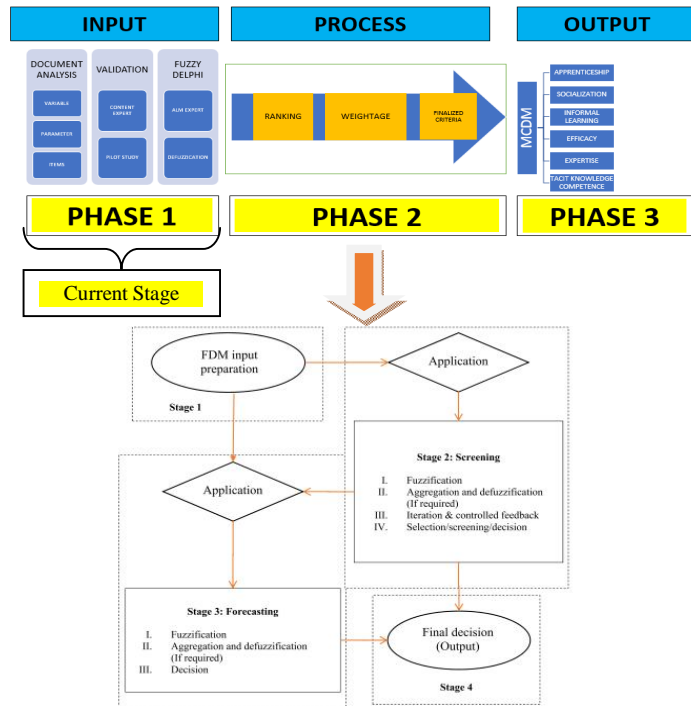 INPUT
PROCESS
OUTPUT
DOCUMENT
ANALYSIS
VARIABLE
PARAMETER
ITEMS
VALIDATION
CONTENT
EXPERT
PILOT STUDY
FUZZY
DELPHI
ALM EXPERT
DEFUZZICATION
RANKING
WEIGHTAGE
FINALIZED
CRITERIA
MCDM
APPRENTICESHIP
SOCIALIZATION
INFORMAL
LEARNING
EFFICACY
EXPERTISE
TACIT KNOWLEDGE
COMPETENCE
PHASE 1
PHASE 2
PHASE 3
Current Stage
FDM input
preparation
Stage 1
Application
Stage 2: Screening
I. Fuzzification
II. Aggregation and defuzzification
(If required)
III. Iteration & controlled feedback
IV. Selection/screening/decision
Application
Stage 3: Forecasting
I. Fuzzification
II. Aggregation and defuzzification
(If required)
III. Decision
Final decision
(Output)
Stage 4